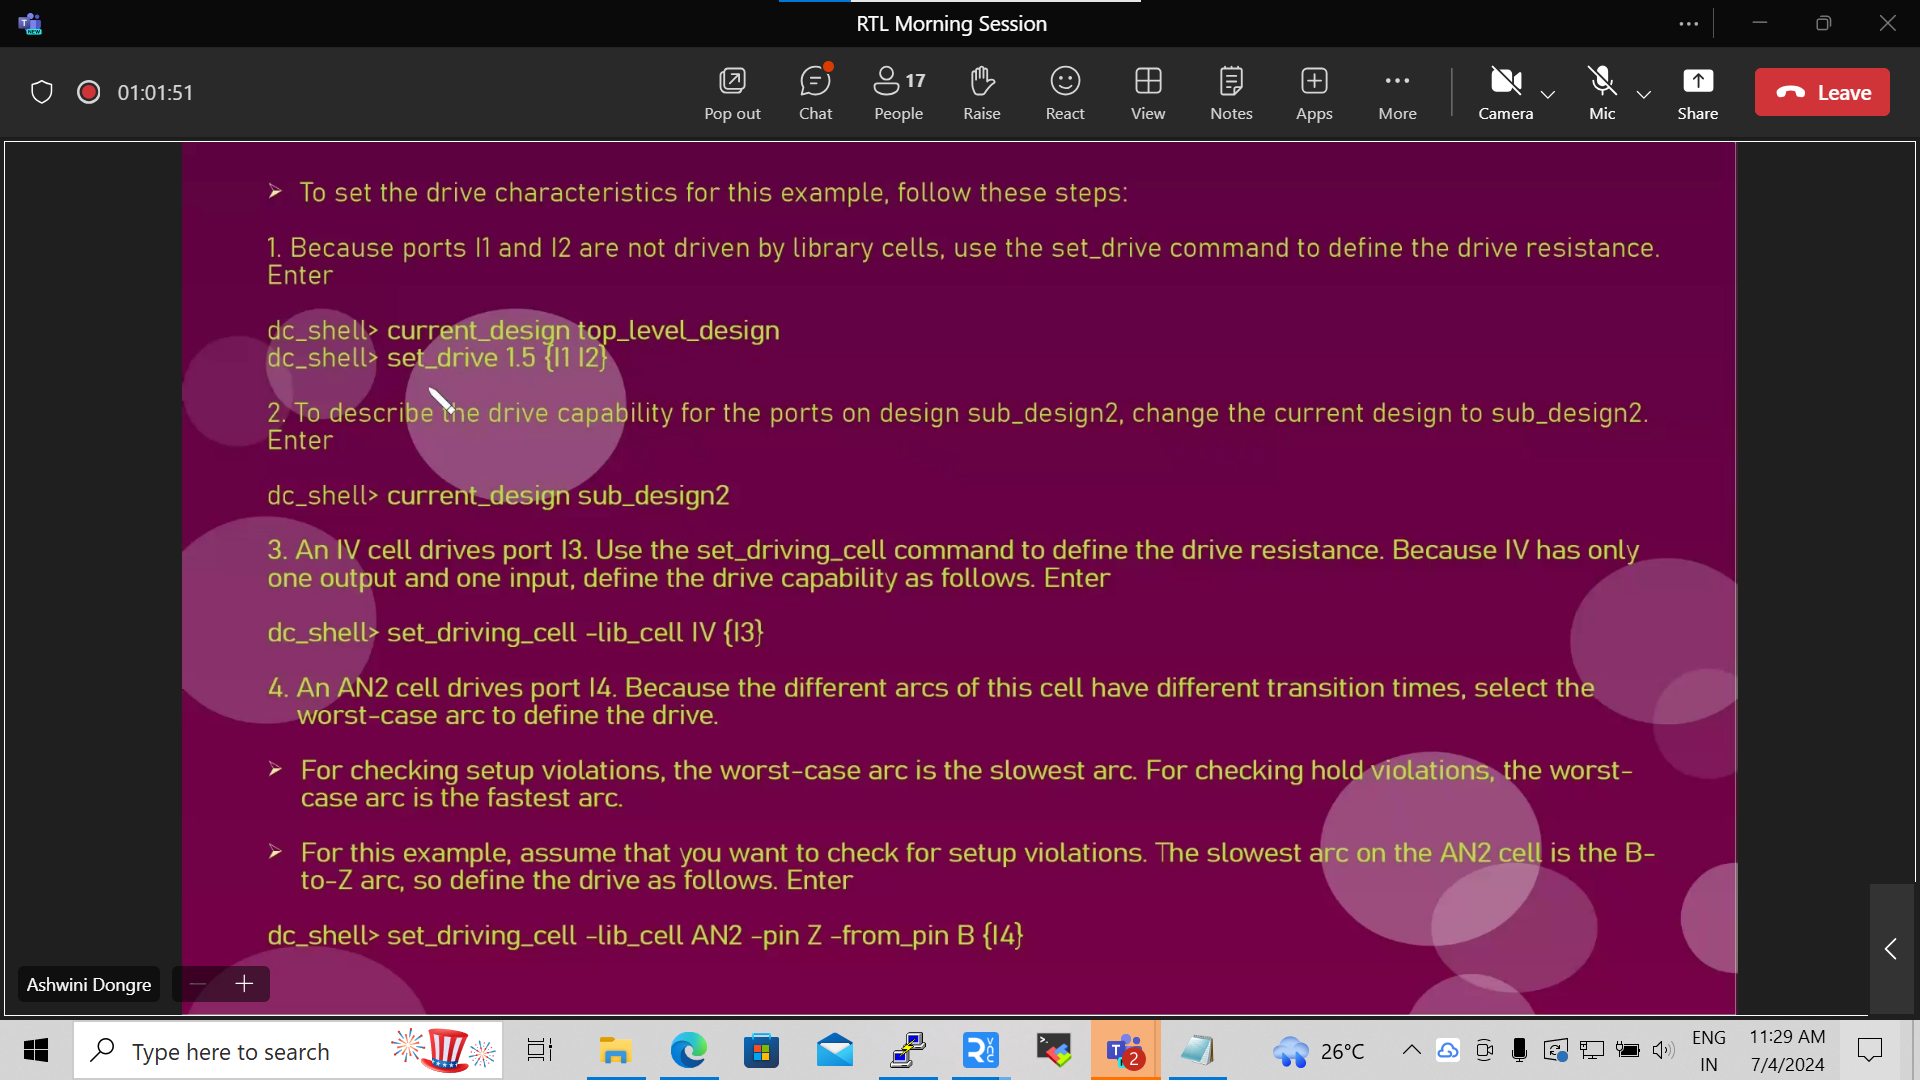 RTL Morning Session
01:01:51
Pop out
Chat
17
People
Raise
React
View
Notes
Apps
More
Camera
Mic
Share
Leave
➢ To set the drive characteristics for this example, follow these steps:
1. Because ports I1 and I2 are not driven by library cells, use the set_drive command to define the drive resistance.
Enter
dc_shell> current_design top_level_design
dc_shell> set_drive 1.5 {I1 I2}
2. To describe the drive capability for the ports on design sub_design2, change the current design to sub_design2.
Enter
dc_shell> current_design sub_design2
3. An IV cell drives port I3. Use the set_driving_cell command to define the drive resistance. Because IV has only
one output and one input, define the drive capability as follows. Enter
dc_shell> set_driving_cell -lib_cell IV {I3}
4. An AN2 cell drives port I4. Because the different arcs of this cell have different transition times, select the
worst-case arc to define the drive.
➢ For checking setup violations, the worst-case arc is the slowest arc. For checking hold violations, the worst-
case arc is the fastest arc.
➢ For this example, assume that you want to check for setup violations. The slowest arc on the AN2 cell is the B-
to-Z arc, so define the drive as follows. Enter
dc_shell> set_driving_cell -lib_cell AN2 -pin Z -from_pin B {I4}
Ashwini Dongre
Type here to search
2
26°C
ENG
IN
11:29 AM
7/4/2024